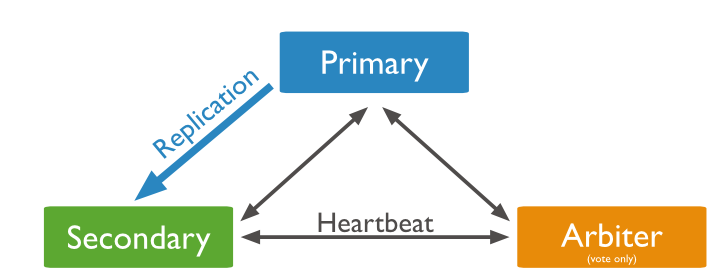 Primary
Replication
Heartbeat
Secondary
Arbiter
(vote only)